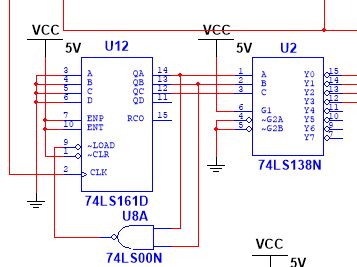 VCC VCC
5V U12 5V U2
3 A QA 14 1 A Y0 15
4 B QB 13 2 B Y1 14
5 C QC 12 3 C Y2 13
6 D QD 11 Y3 12
Y4 11
7 ENP RCO 15 6 G1 Y5 10
10 ENT 4 ~G2A Y6 9
5 ~G2B Y7 7
9 ~LOAD
1 ~CLR
2 CLK 74LS138N
74LS161D
U8A
74LS00N
VCC
5V